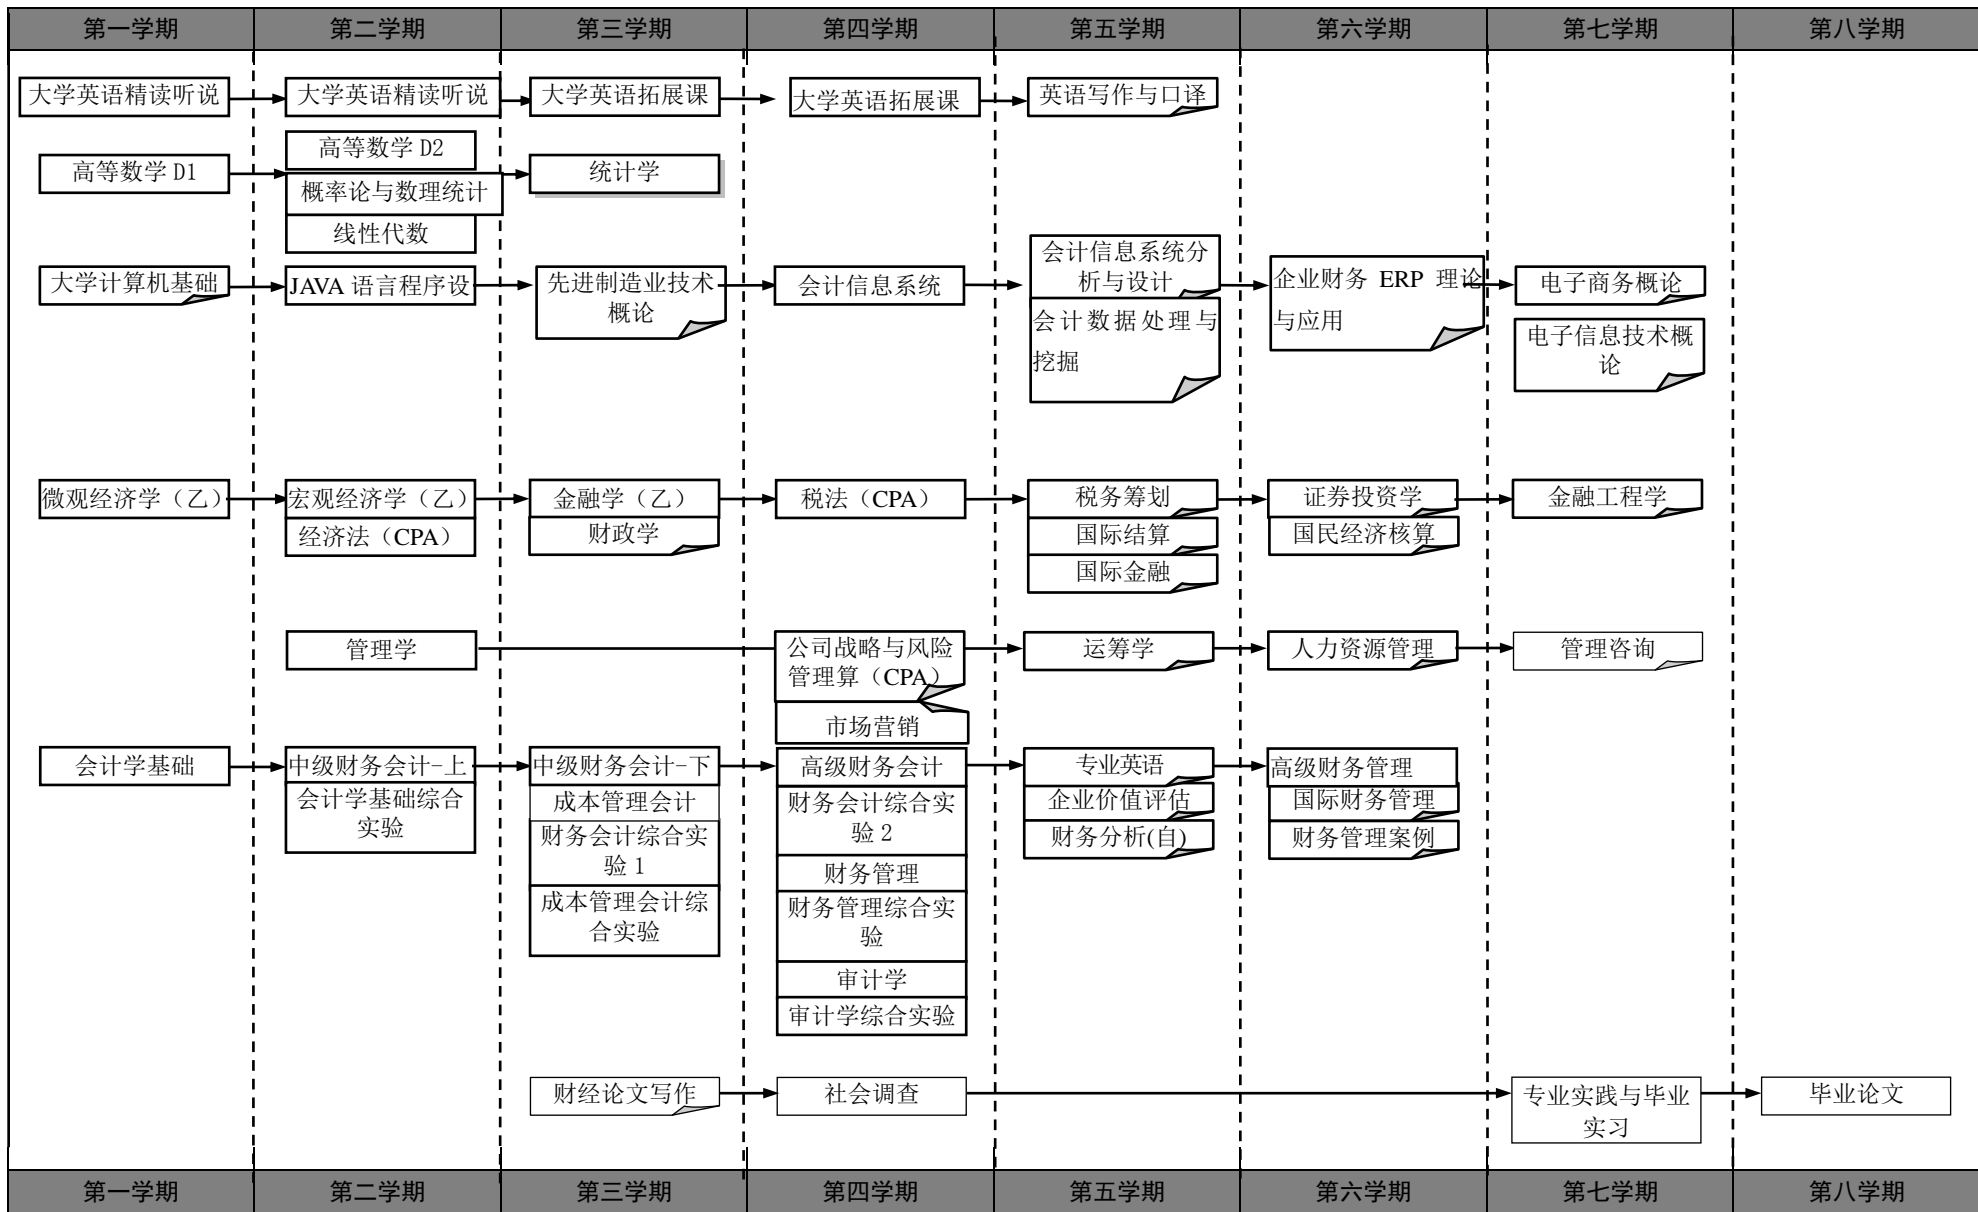 第一学期 第二学期 第三学期 第四学期 第五学期 第六学期 第七学期 第八学期
大学英语精读听说 大学英语精读听说 大学英语拓展课 大学英语拓展课 英语写作与口译
高等数学 D2
高等数学 D1 统计学
概率论与数理统计
线性代数
大学计算机基础 JAVA 语言程序设 先进制造业技术
概论
会计信息系统
会计信息系统分
析与设计
会计数据处理与
挖掘
企业财务 ERP 理论
与应用
电子商务概论
电子信息技术概
论
微观经济学（乙） 宏观经济学（乙） 金融学（乙） 税法（CPA） 税务筹划 证券投资学 金融工程学
经济法（CPA） 财政学 国际结算 国民经济核算
国际金融
管理学 公司战略与风险
管理算（CPA）
运筹学 人力资源管理 管理咨询
市场营销
会计学基础 中级财务会计-上 中级财务会计-下 高级财务会计 专业英语 高级财务管理
会计学基础综合
实验
成本管理会计
财务会计综合实
验 1
成本管理会计综
合实验
财务会计综合实
验 2
财务管理
财务管理综合实
验
审计学
审计学综合实验
企业价值评估
财务分析(自)
国际财务管理
财务管理案例
财经论文写作 社会调查 专业实践与毕业
实习
毕业论文
第一学期 第二学期 第三学期 第四学期 第五学期 第六学期 第七学期 第八学期